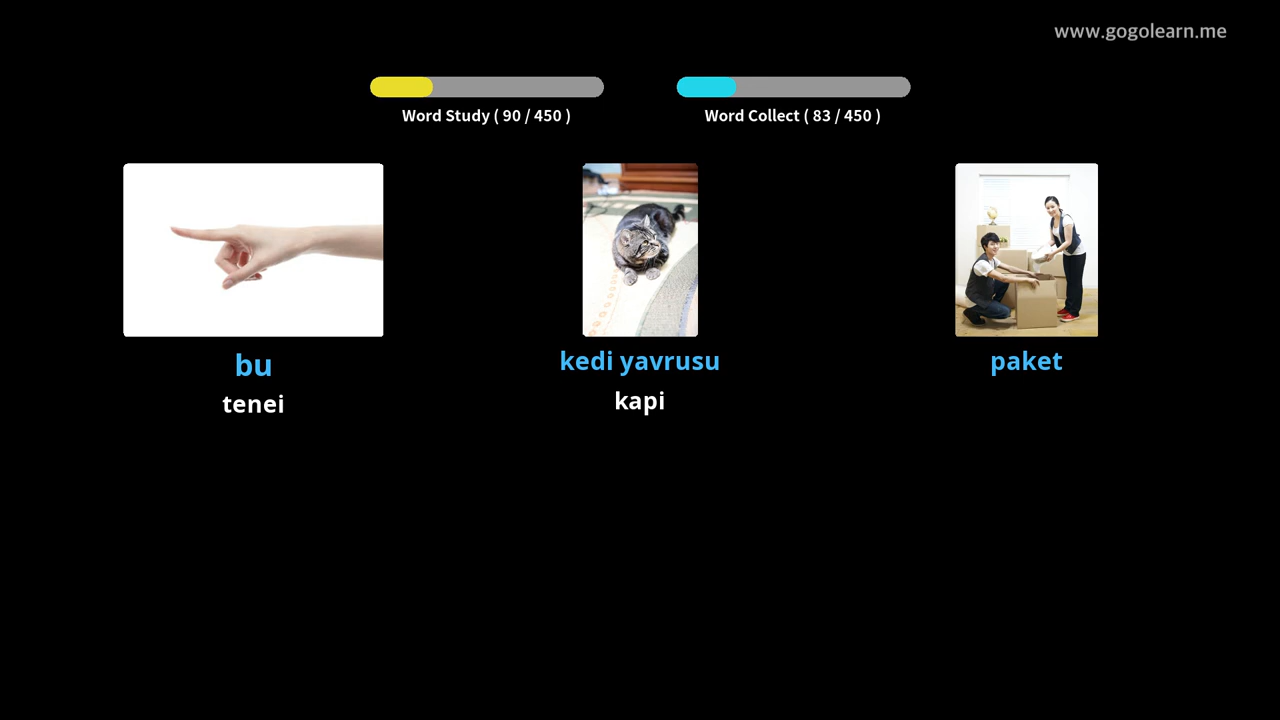 www.gogolearn.me
Word Study ( 90 / 450 )
Word Collect ( 83 / 450 )
bu
kedi yavrusu
paket
tenei
kapi